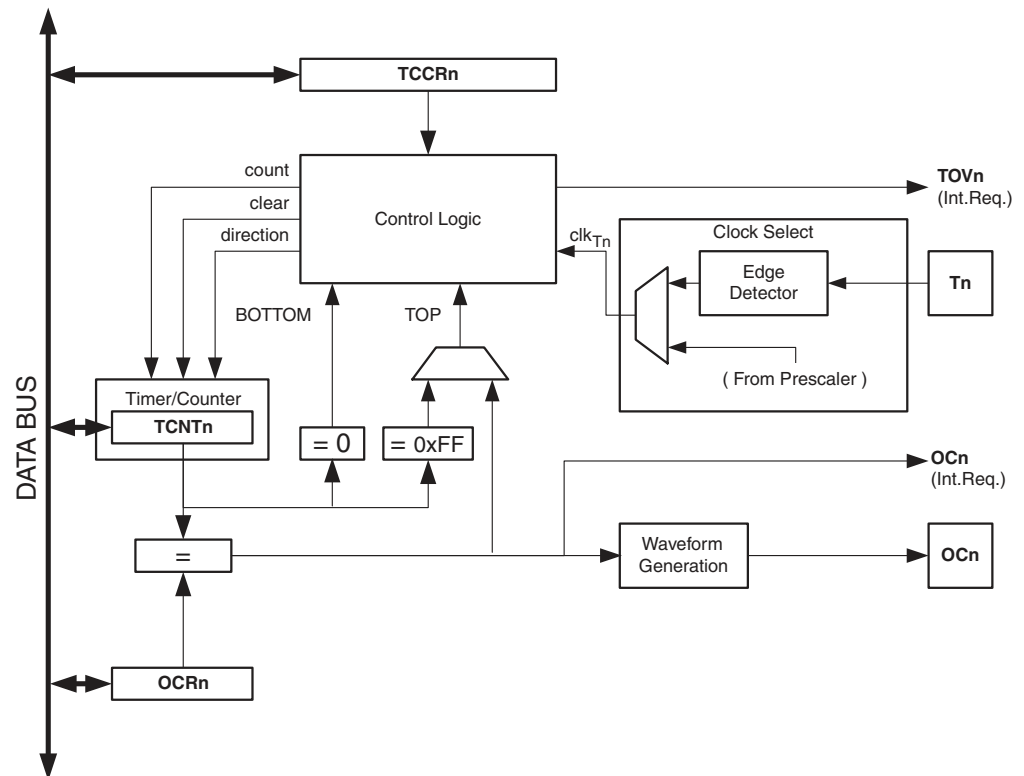 TCCRn
count
clear
direction
Control Logic
TOVn
(Int.Req.)
clkTn
Clock Select
Edge
Detector
Tn
( From Prescaler )
BOTTOM
TOP
Timer/Counter
TCNTn
= 0
= 0xFF
DATA BUS
OCn
(Int.Req.)
=
Waveform
Generation
OCn
OCRn